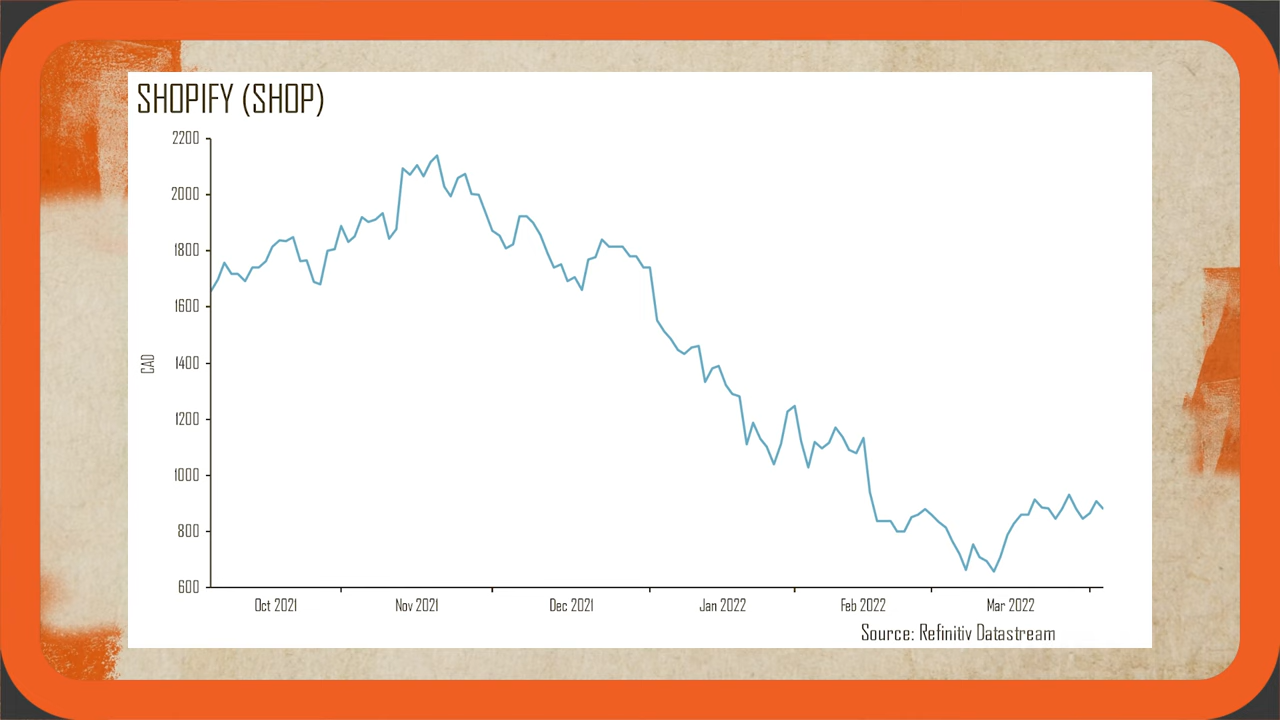 SHOPIFY (SHOP)
2200
2000
1800
1600
1400
1200
1000
800
600
CAD
Oct 2021
Nov 2021
Dec 2021
Jan 2022
Feb 2022
Mar 2022
Source: Refinitiv Datastream